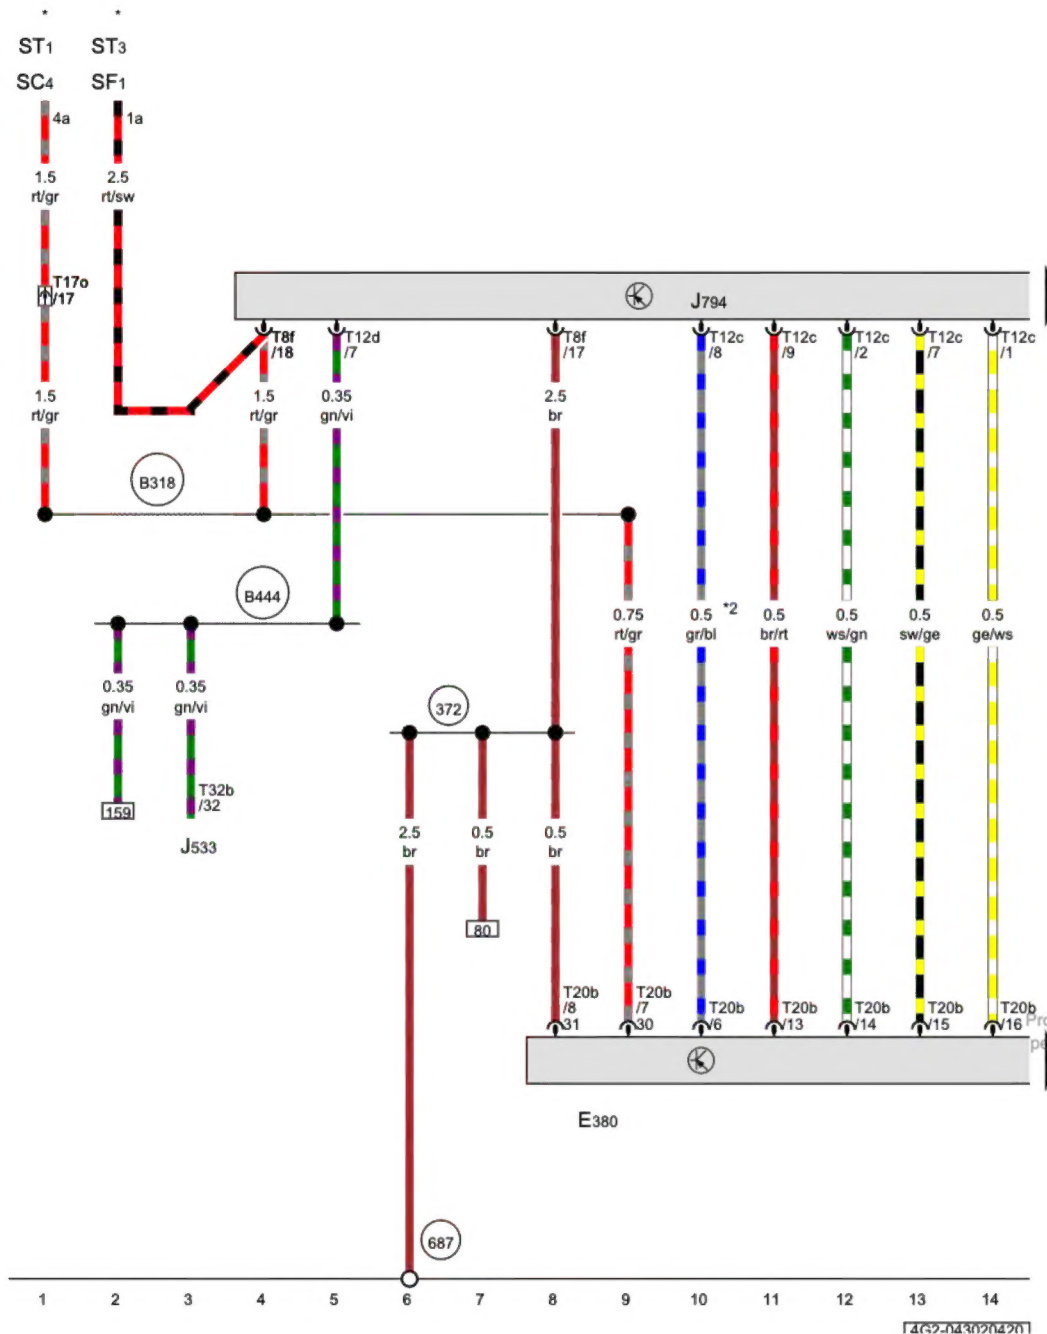 * *
ST1 ST3
SC4 SF1
4a 1a
1.5 2.5
rt/gr rt/sw
T17o
/17
J794
T8f T12d T8f T12c T12c T12c T12c T12c
/18 /7 /17 /8 /9 /2 /7 /1
1.5 1.5 0.35 2.5
rt/gr rt/gr gn/vi br
B318
B444
0.75 0.5 *2 0.5 0.5 0.5 0.5
rt/gr gr/bl br/rt ws/gn sw/ge ge/ws
0.35 0.35
gn/vi gn/vi
372
T32b
159 /32
J533
2.5 0.5 0.5
br br br
80
T20b T20b T20b T20b T20b T20b T20b
/8 /7 /6 /13 /14 /15 /16
31 30
Pro
pe
E380
687
1 2 3 4 5 6 7 8 9 10 11 12 13 14
4G2-043020420